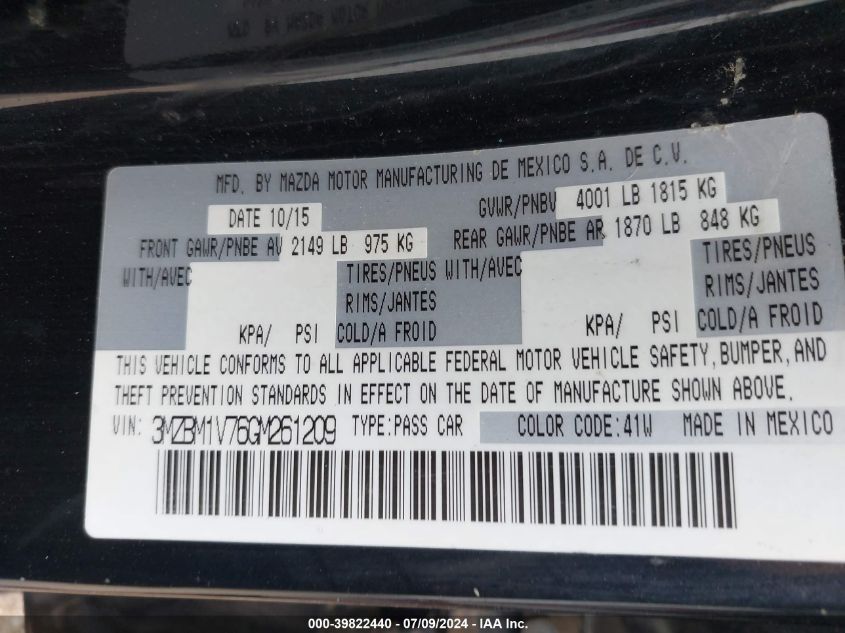 MFD. BY MAZDA MOTOR MANUFACTURING DE MEXICO S.A. DE C.V.
DATE 10/15 GVWR/PNBV 4001 LB 1815 KG
FRONT GAWR/PNBE AV 2149 LB 975 KG REAR GAWR/PNBE AR 1870 LB 848 KG
WITH/AVEC TIRES/PNEUS WITH/AVEC TIRES/PNEUS
RIMS/JANTES RIMS/JANTES
KPA/ PSI COLD/A FROID KPA/ PSI COLD/A FROID
THIS VEHICLE CONFORMS TO ALL APPLICABLE FEDERAL MOTOR VEHICLE SAFETY, BUMPER, AND
THEFT PREVENTION STANDARDS IN EFFECT ON THE DATE OF MANUFACTURE SHOWN ABOVE.
VIN: 3MZBM1V76GM261209 TYPE:PASS CAR COLOR CODE:41W MADE IN MEXICO
000-39822440 - 07/09/2024 - IAA Inc.